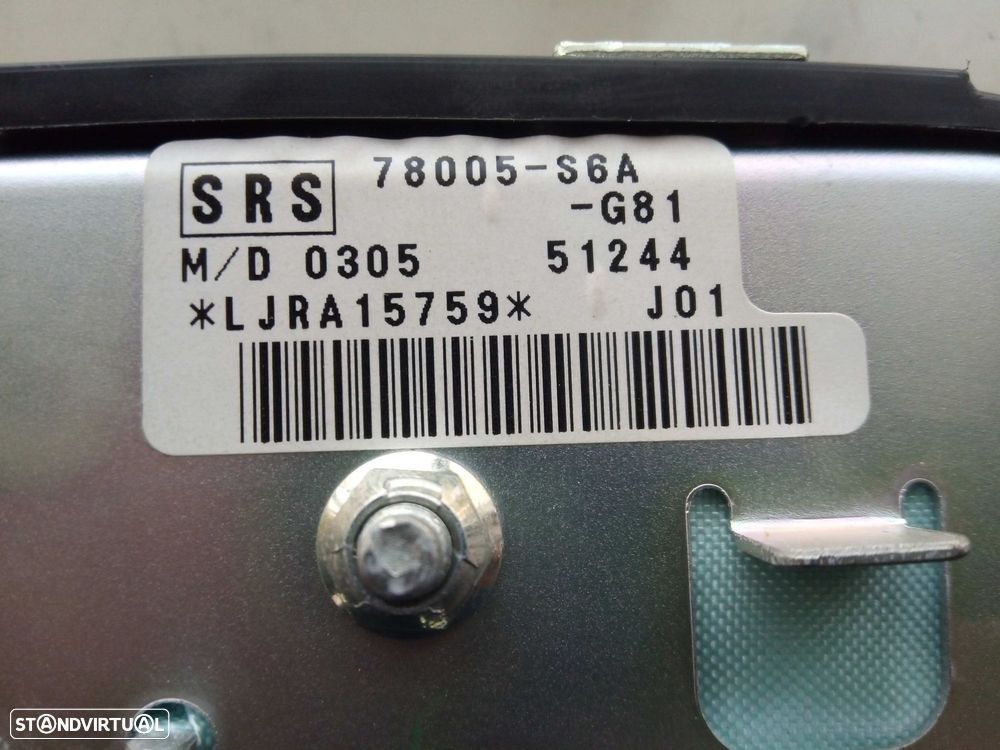 SRS 78005-S6A
-G81
M/D 0305 51244
*LJRA15759* J01
STANDVIRTUAL